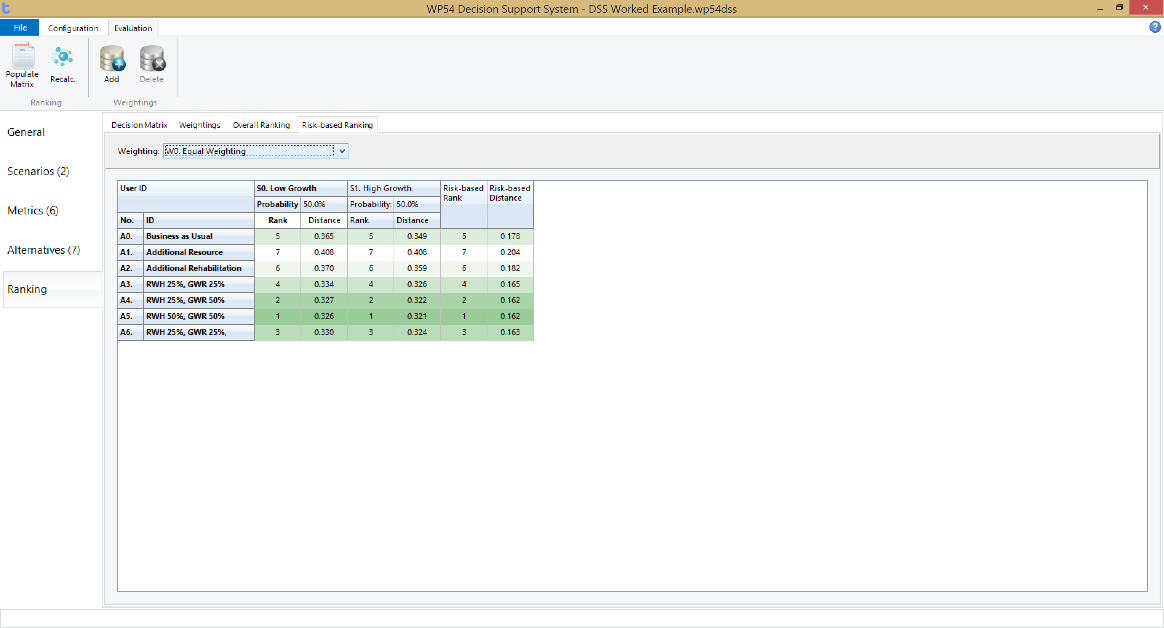 WP54 Decision Support System - DSS Worked Example.wp54dss
File Configuration Evaluation
Populate Matrix Recalc. Add Delete
Ranking Weightings
General
Scenarios (2)
Metrics (6)
Alternatives (7)
Ranking
Decision Matrix Weightings Overall Ranking Risk-based Ranking
Weighting: W0. Equal Weighting
User ID S0. Low Growth S1. High Growth Risk-based Rank Risk-based Distance
Probability 50.0% Probability: 50.0%
No. ID Rank Distance Rank Distance
A0. Business as Usual 5 0.365 5 0.349 5 0.178
A1. Additional Resource 7 0.408 7 0.408 7 0.204
A2. Additional Rehabilitation 6 0.370 6 0.359 6 0.182
A3. RWH 25%, GWR 25% 4 0.334 4 0.326 4 0.165
A4. RWH 25%, GWR 50% 2 0.327 2 0.322 2 0.162
A5. RWH 50%, GWR 50% 1 0.326 1 0.321 1 0.162
A6. RWH 25%, GWR 25%, 3 0.330 3 0.324 3 0.163